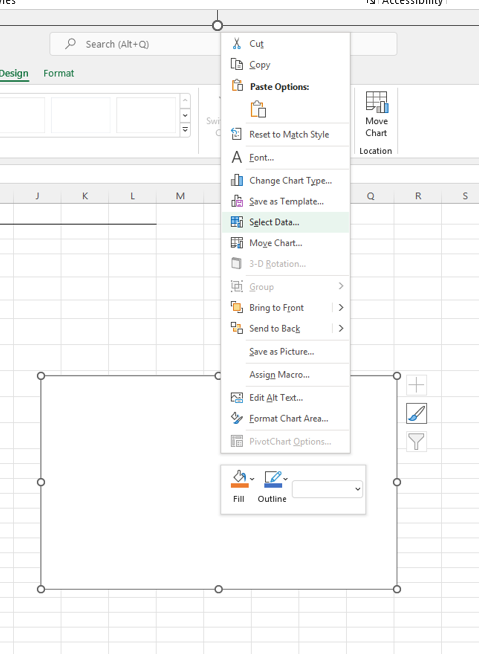 Accessibility
Search (Alt+Q)
Design Format
Move
Chart
Location
J K L M Q R S
Cut
Copy
Paste Options:
Reset to Match Style
Font...
Change Chart Type...
Save as Template...
Select Data...
Move Chart...
3-D Rotation...
Group
Bring to Front
Send to Back
Save as Picture...
Assign Macro...
Edit Alt Text...
Format Chart Area...
PivotChart Options...
Fill Outline